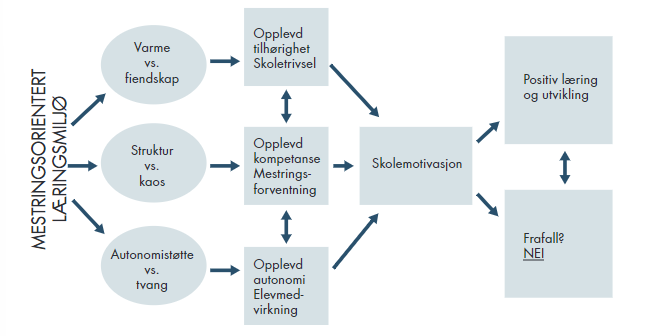 MESTRINGSORIENTERT
LÆRINGSMILJØ
Varme
vs.
fiendskap
Struktur
vs.
kaos
Autonomistøtte
vs.
tvang
Opplevd
tilhørighet
Skoletrivsel
Opplevd
kompetanse
Mestrings-
forventning
Opplevd
autonomi
Elevmed-
virkning
Skolemotivasjon
Positiv læring
og utvikling
Frafall?
NEI